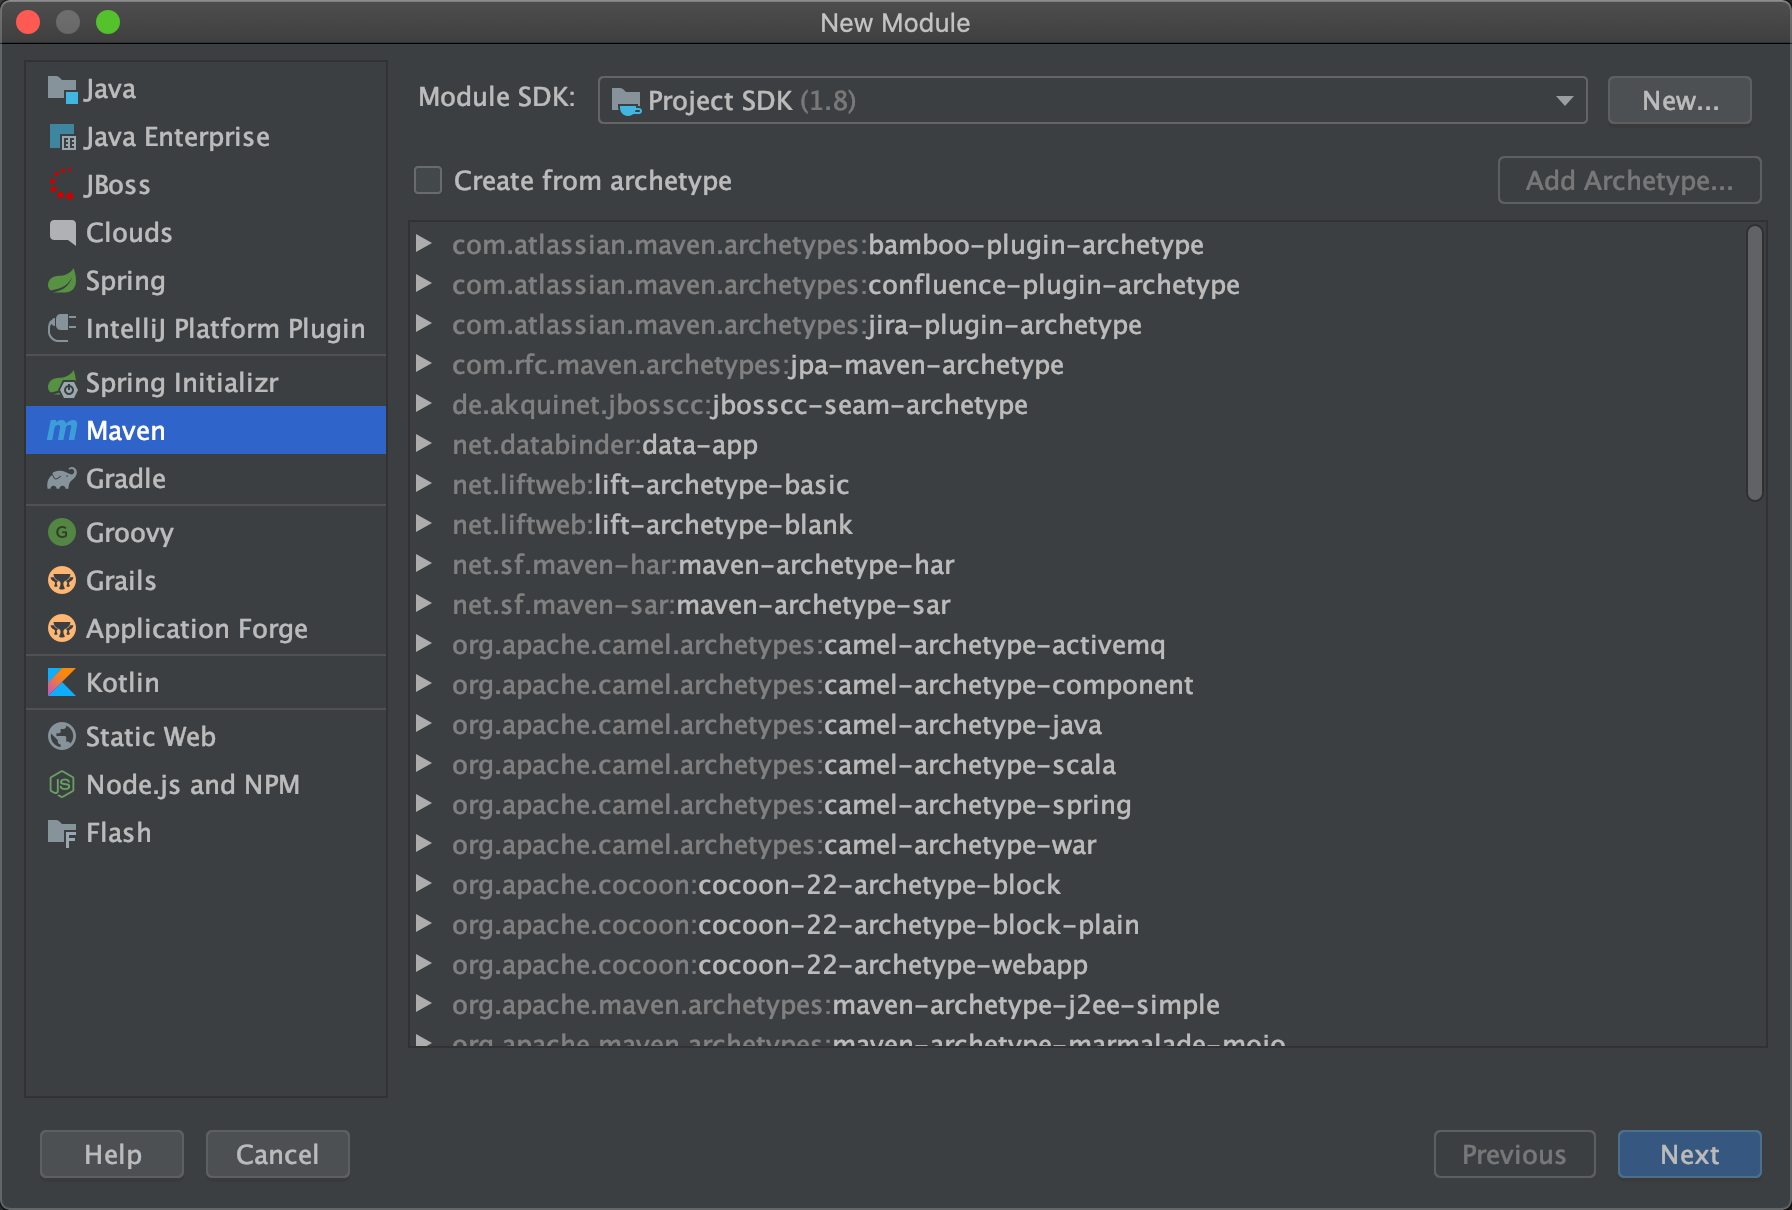 New Module
Java
Java Enterprise
JBoss
Clouds
Spring
IntelliJ Platform Plugin
Spring Initializr
Maven
Gradle
Groovy
Grails
Application Forge
Kotlin
Static Web
Node.js and NPM
Flash
Module SDK: Project SDK (1.8) New...
Create from archetype Add Archetype...
com.atlassian.maven.archetypes:bamboo-plugin-archetype
com.atlassian.maven.archetypes:confluence-plugin-archetype
com.atlassian.maven.archetypes:jira-plugin-archetype
com.rfc.maven.archetypes:jpa-maven-archetype
de.akquinet.jbosscc:jbosscc-seam-archetype
net.databinder:data-app
net.liftweb:lift-archetype-basic
net.liftweb:lift-archetype-blank
net.sf.maven-har:maven-archetype-har
net.sf.maven-sar:maven-archetype-sar
org.apache.camel.archetypes:camel-archetype-activemq
org.apache.camel.archetypes:camel-archetype-component
org.apache.camel.archetypes:camel-archetype-java
org.apache.camel.archetypes:camel-archetype-scala
org.apache.camel.archetypes:camel-archetype-spring
org.apache.camel.archetypes:camel-archetype-war
org.apache.cocoon:cocoon-22-archetype-block
org.apache.cocoon:cocoon-22-archetype-block-plain
org.apache.cocoon:cocoon-22-archetype-webapp
org.apache.maven.archetypes:maven-archetype-j2ee-simple
org.apache.maven.archetypes:maven-archetype-marmalade-mojo
Help Cancel Previous Next